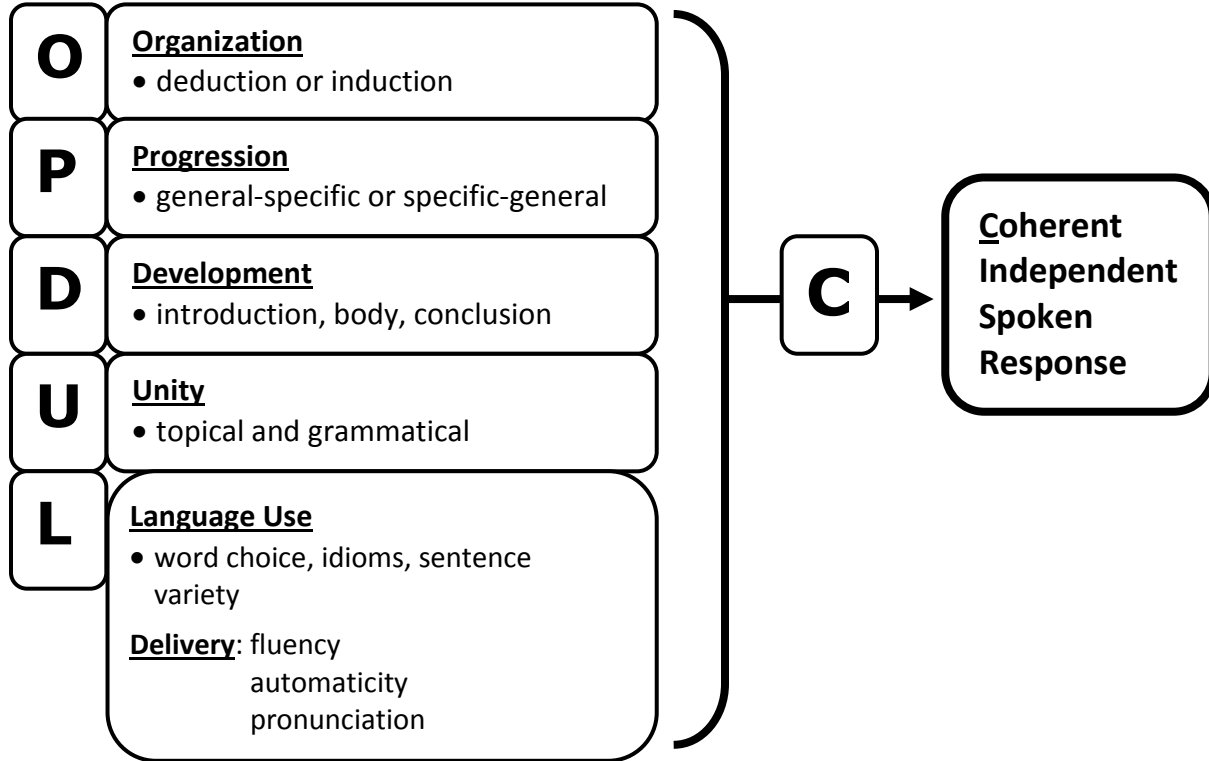 O
Organization
• deduction or induction
P
Progression
• general-specific or specific-general
D
Development
• introduction, body, conclusion
U
Unity
• topical and grammatical
L
Language Use
• word choice, idioms, sentence
variety
Delivery: fluency
automaticity
pronunciation
C
Coherent
Independent
Spoken
Response